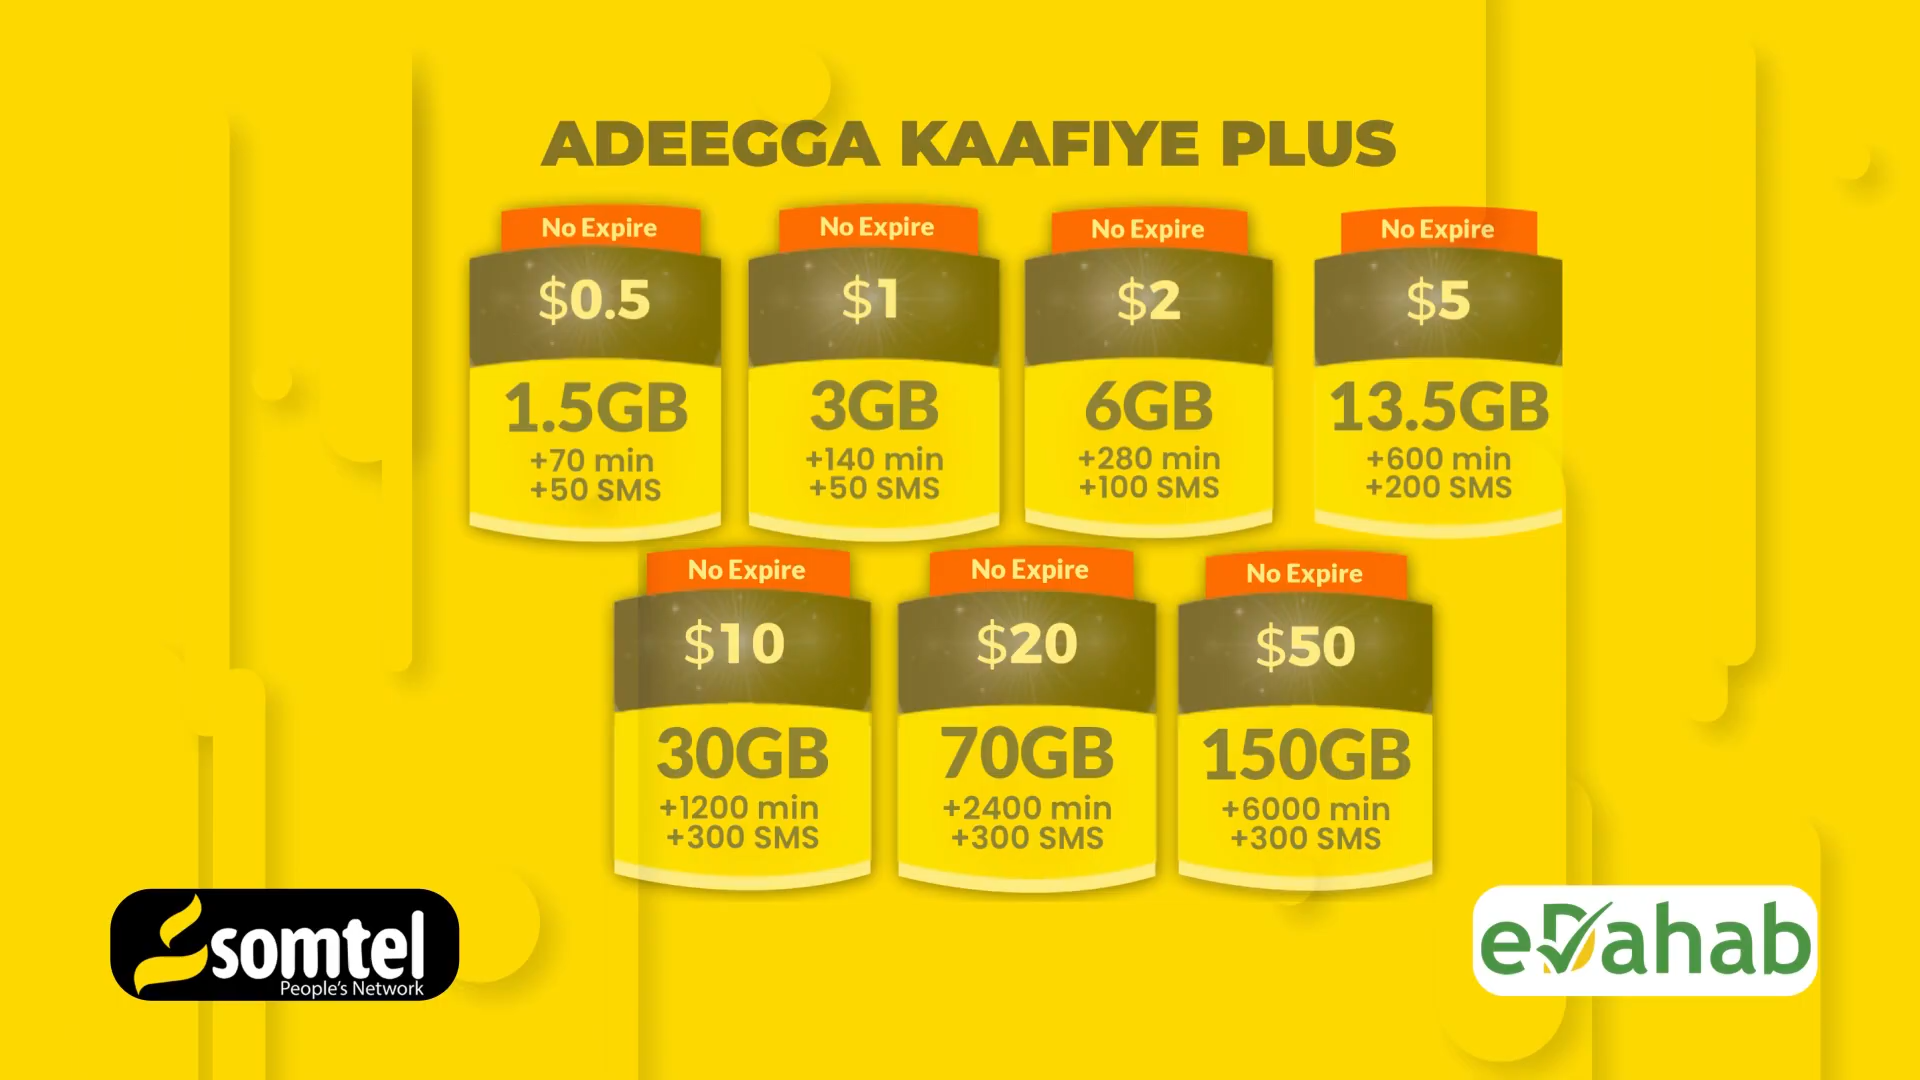 ADEEGGA KAAFIYE PLUS
No Expire
$0.5
1.5GB
+70 min
+50 SMS
No Expire
$1
3GB
+140 min
+50 SMS
No Expire
$2
6GB
+280 min
+100 SMS
No Expire
$5
13.5GB
+600 min
+200 SMS
No Expire
$10
30GB
+1200 min
+300 SMS
No Expire
$20
70GB
+2400 min
+300 SMS
No Expire
$50
150GB
+6000 min
+300 SMS
somtel
People's Network
eDahab